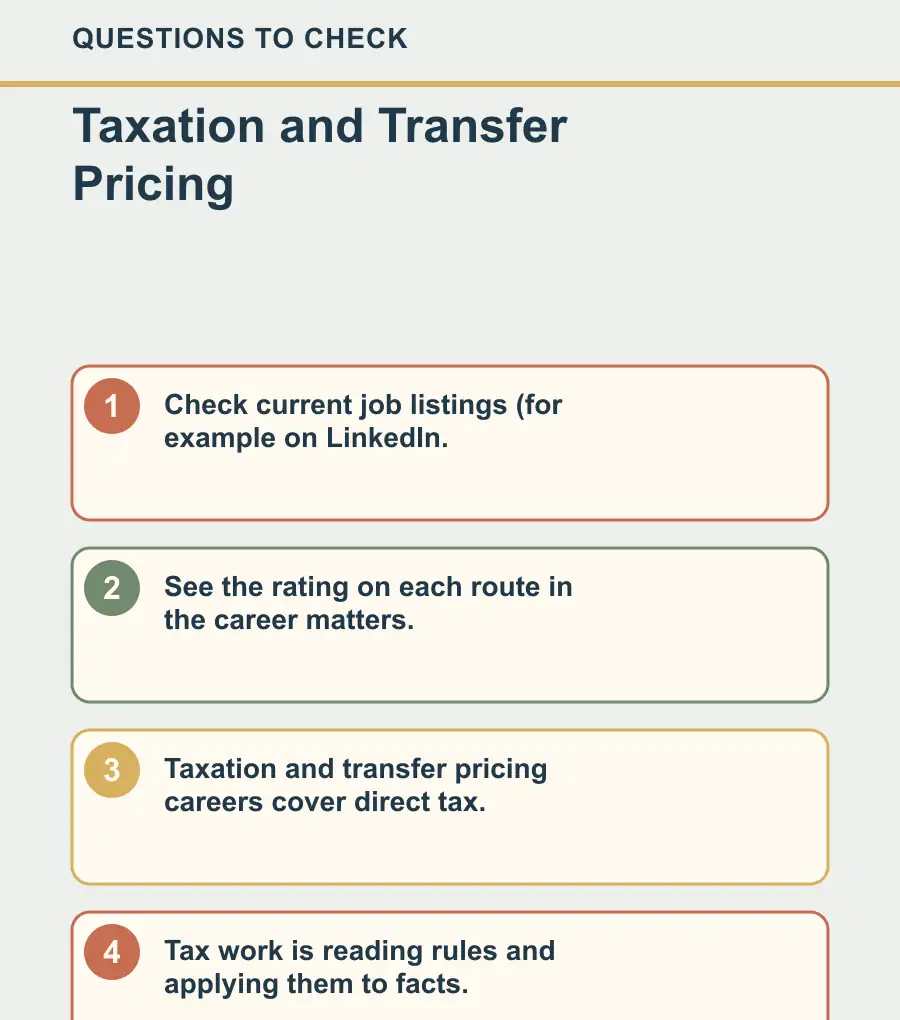 QUESTIONS TO CHECK
Taxation and Transfer
Pricing
1
Check current job listings (for
example on LinkedIn.
2
See the rating on each route in
the career matters.
3
Taxation and transfer pricing
careers cover direct tax.
4
Tax work is reading rules and
applying them to facts.